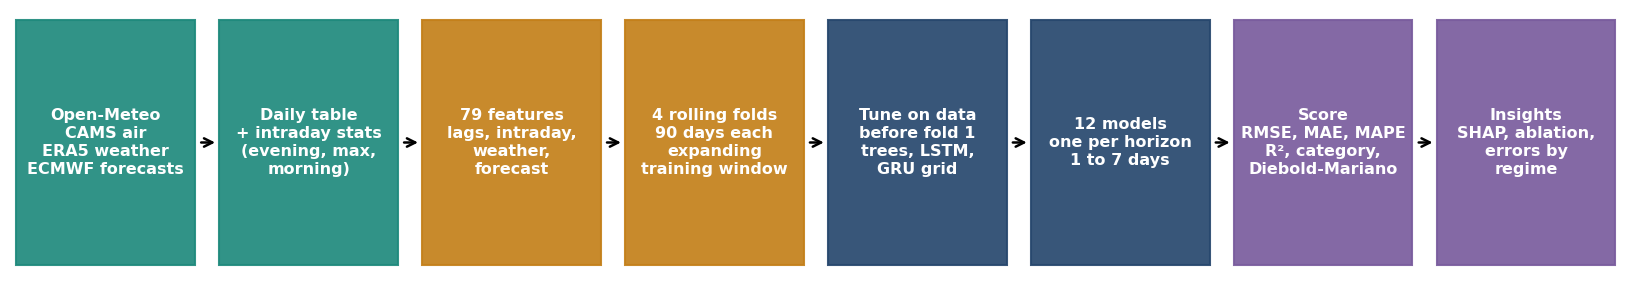 Open-Meteo
CAMS air
ERA5 weather
ECMWF forecasts
Daily table
+ intraday stats
(evening, max,
morning)
79 features
lags, intraday,
weather,
forecast
4 rolling folds
90 days each
expanding
training window
Tune on data
before fold 1
trees, LSTM,
GRU grid
12 models
one per horizon
1 to 7 days
Score
RMSE, MAE, MAPE
R², category,
Diebold-Mariano
Insights
SHAP, ablation,
errors by
regime